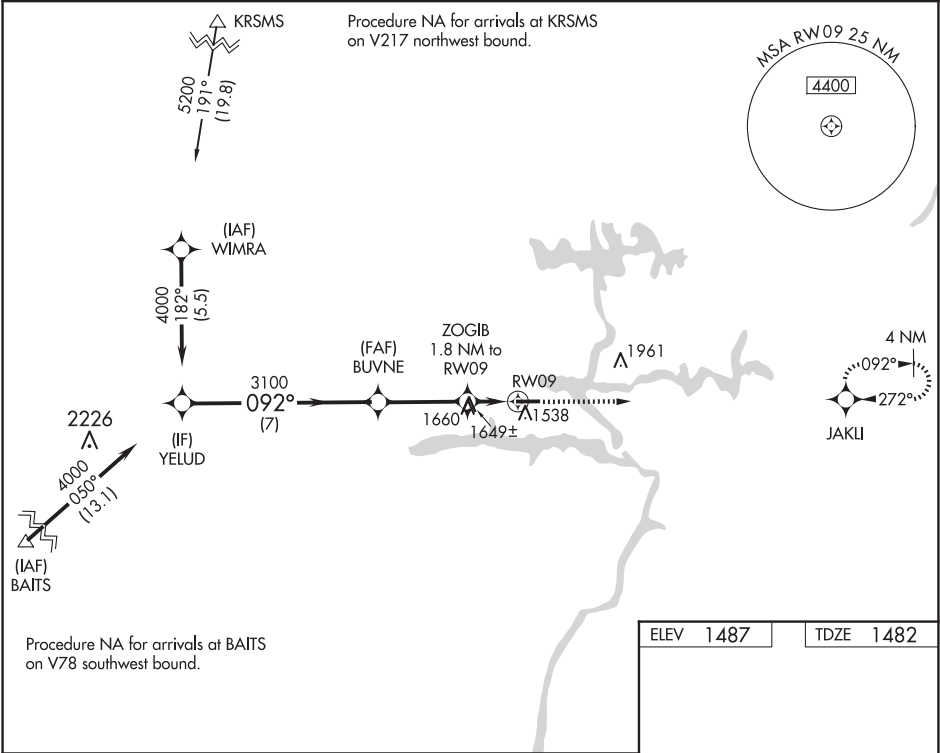 KRSMS
Procedure NA for arrivals at KRSMS
on V217 northwest bound.
MSA RW09 25 NM
4400
5200
191°
(19.8)
(IAF)
WIMRA
4000
182°
(5.5)
ZOGIB
1.8 NM to
RW09
(FAF)
BUVNE
RW09
1961
4 NM
092°
272°
JAKLI
3100
092°
(7)
1660
1649±
1538
2226
(IF)
YELUD
4000
050°
(13.1)
(IAF)
BAITS
Procedure NA for arrivals at BAITS
on V78 southwest bound.
ELEV 1487
TDZE 1482